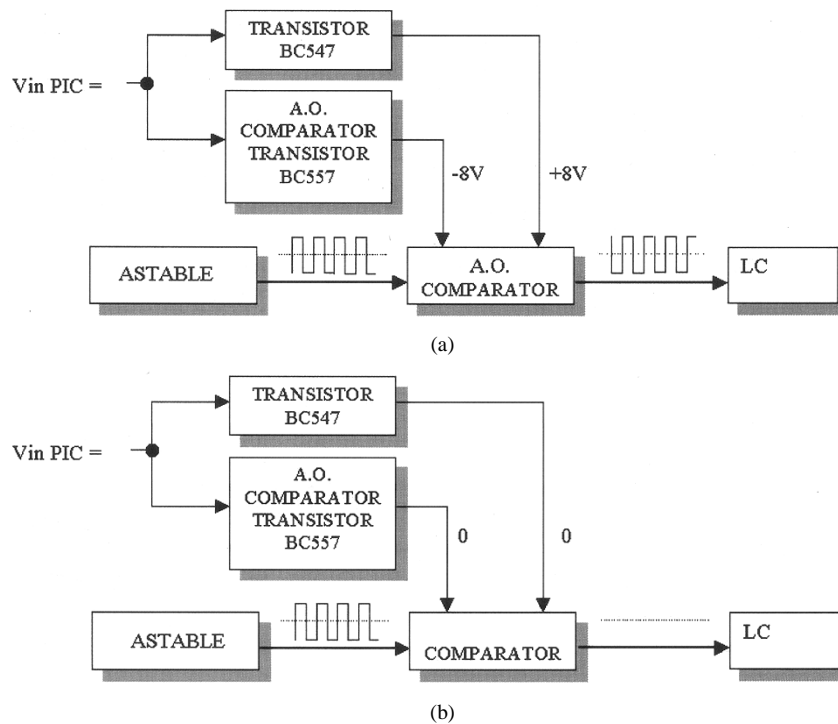 TRANSISTOR
BC547
Vin PIC =
A.O.
COMPARATOR
TRANSISTOR
BC557
-8V
+8V
ASTABLE
A.O.
COMPARATOR
LC
(a)
TRANSISTOR
BC547
Vin PIC =
A.O.
COMPARATOR
TRANSISTOR
BC557
0
0
ASTABLE
COMPARATOR
LC
(b)